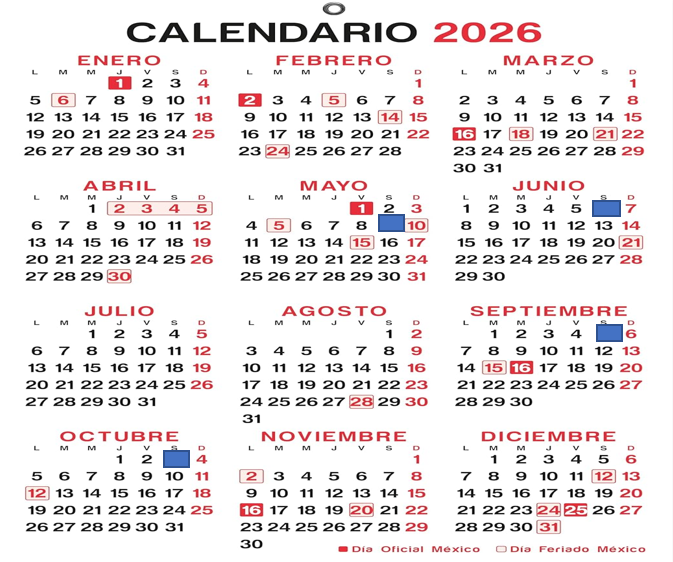 CALENDARIO 2026
ENERO
L M M J V S D
1 2 3 4
5 6 7 8 9 10 11
12 13 14 15 16 17 18
19 20 21 22 23 24 25
26 27 28 29 30 31
FEBRERO
L M M J V S D
1
2 3 4 5 6 7 8
9 10 11 12 13 14 15
16 17 18 19 20 21 22
23 24 25 26 27 28
MARZO
L M M J V S D
1
2 3 4 5 6 7 8
9 10 11 12 13 14 15
16 17 18 19 20 21 22
23 24 25 26 27 28 29
30 31
ABRIL
L M M J V S D
1 2 3 4 5
6 7 8 9 10 11 12
13 14 15 16 17 18 19
20 21 22 23 24 25 26
27 28 29 30
MAYO
L M M J V S D
1 2 3
4 5 6 7 8 10
11 12 13 14 15 16 17
18 19 20 21 22 23 24
25 26 27 28 29 30 31
JUNIO
L M M J V S D
1 2 3 4 5 7
8 9 10 11 12 13 14
15 16 17 18 19 20 21
22 23 24 25 26 27 28
29 30
JULIO
L M M J V S D
1 2 3 4 5
6 7 8 9 10 11 12
13 14 15 16 17 18 19
20 21 22 23 24 25 26
27 28 29 30 31
AGOSTO
L M M J V S D
1 2
3 4 5 6 7 8 9
10 11 12 13 14 15 16
17 18 19 20 21 22 23
24 25 26 27 28 29 30
31
SEPTIEMBRE
L M M J V S D
1 2 3 4 6
7 8 9 10 11 12 13
14 15 16 17 18 19 20
21 22 23 24 25 26 27
28 29 30
OCTUBRE
L M M J V S D
1 2 4
5 6 7 8 9 10 11
12 13 14 15 16 17 18
19 20 21 22 23 24 25
26 27 28 29 30 31
NOVIEMBRE
L M M J V S D
1
2 3 4 5 6 7 8
9 10 11 12 13 14 15
16 17 18 19 20 21 22
23 24 25 26 27 28 29
30
DICIEMBRE
L M M J V S D
1 2 3 4 5 6
7 8 9 10 11 12 13
14 15 16 17 18 19 20
21 22 23 24 25 26 27
28 29 30 31
Día Oficial México Día Feriado México